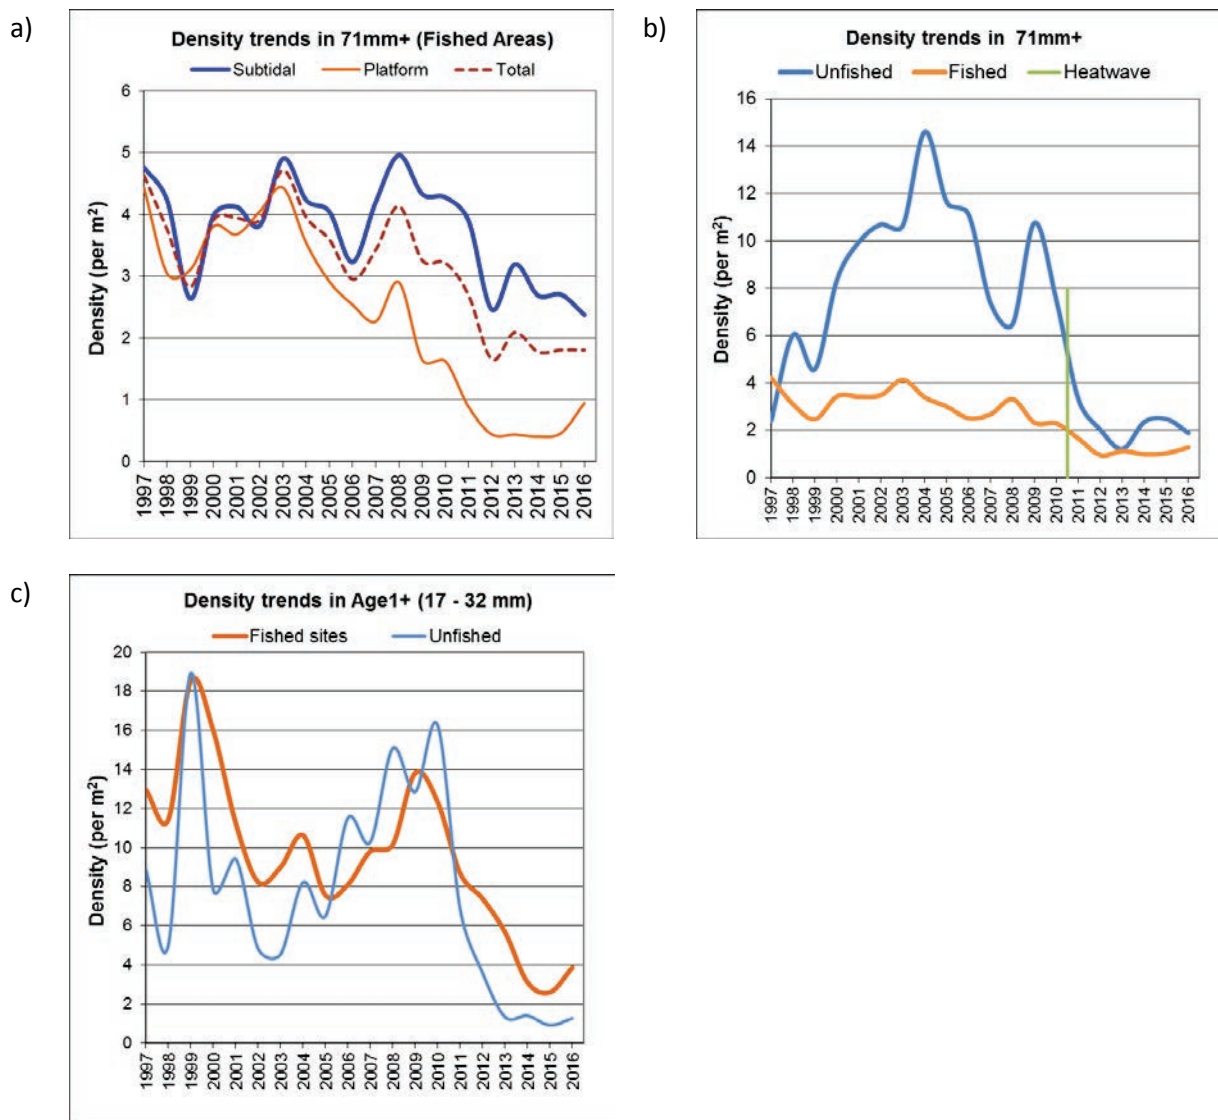 a)
Density trends in 71mm+ (Fished Areas)
Subtidal Platform Total
6
5
4
3
2
1
0
Density (per m²)
1997 1998 1999 2000 2001 2002 2003 2004 2005 2006 2007 2008 2009 2010 2011 2012 2013 2014 2015 2016
b)
Density trends in 71mm+
Unfished Fished Heatwave
16
14
12
10
8
6
4
2
0
Density (per m²)
1997 1998 1999 2000 2001 2002 2003 2004 2005 2006 2007 2008 2009 2010 2011 2012 2013 2014 2015 2016
c)
Density trends in Age1+ (17 - 32 mm)
Fished sites Unfished
20
18
16
14
12
10
8
6
4
2
0
Density (per m²)
1997 1998 1999 2000 2001 2002 2003 2004 2005 2006 2007 2008 2009 2010 2011 2012 2013 2014 2015 2016